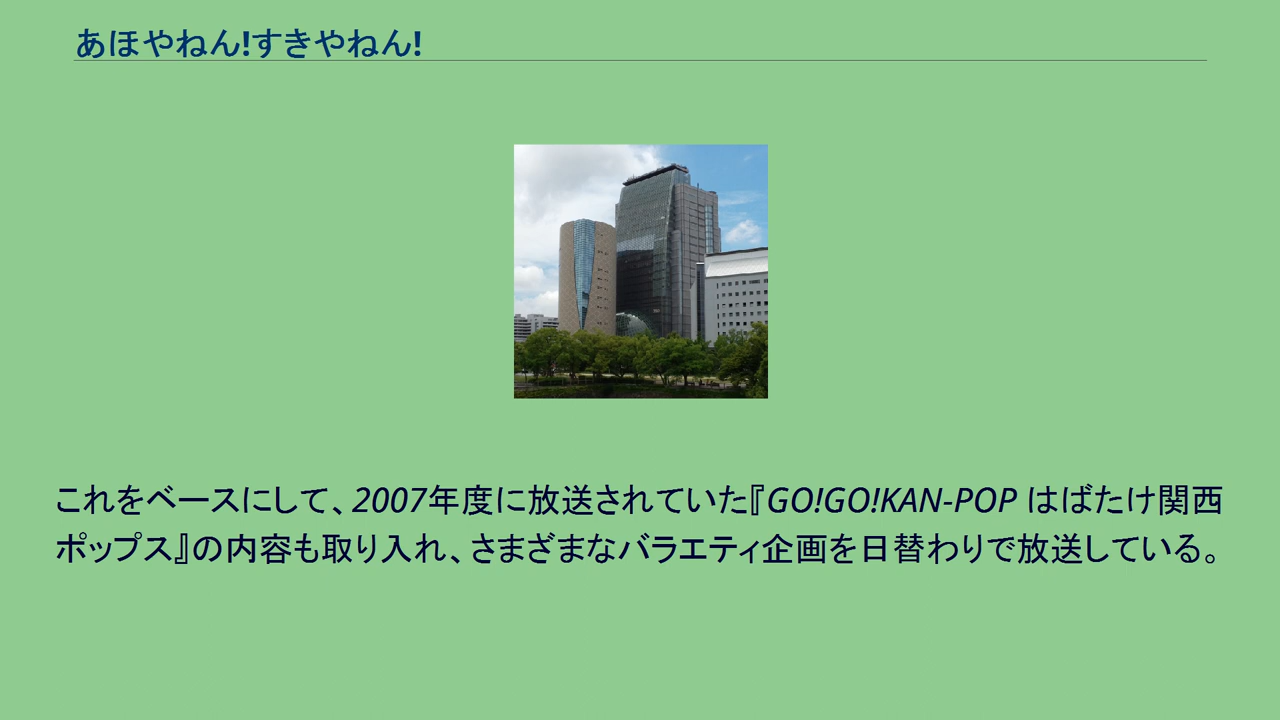 あほやねん!すきやねん!
これをベースにして、2007年度に放送されていた『GO!GO!KAN-POP はばたけ関西
ポップス』の内容も取り入れ、さまざまなバラエティ企画を日替わりで放送している。